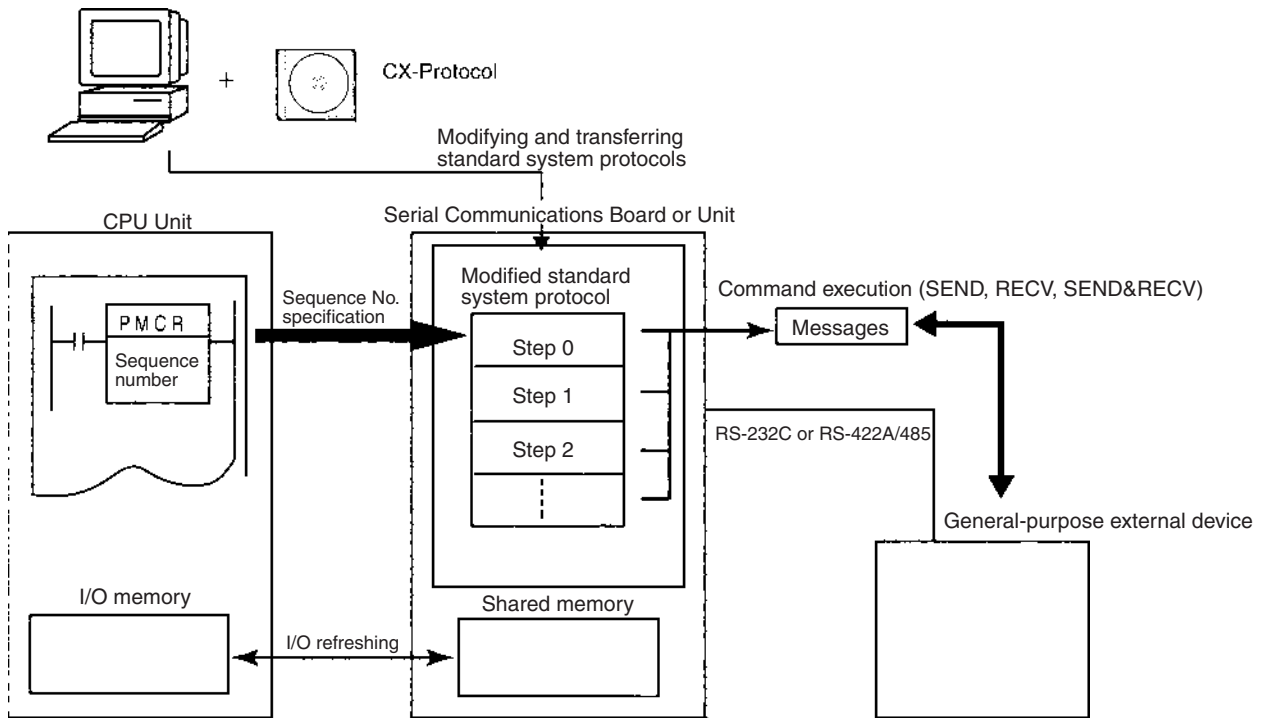 +
CX-Protocol
Modifying and transferring
standard system protocols
CPU Unit
Serial Communications Board or Unit
PMCR
Sequence
number
Sequence No.
specification
Modified standard
system protocol
Step 0
Step 1
Step 2
Command execution (SEND, RECV, SEND&RECV)
Messages
RS-232C or RS-422A/485
General-purpose external device
I/O memory
I/O refreshing
Shared memory